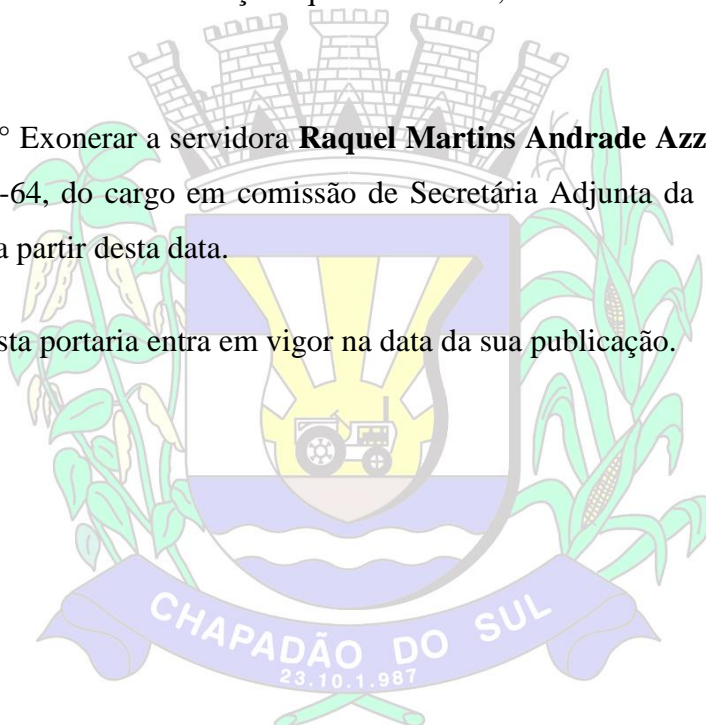 ° Exonerar a servidora Raquel Martins Andrade Azz
-64, do cargo em comissão de Secretária Adjunta da
a partir desta data.
sta portaria entra em vigor na data da sua publicação.
CHAPADÃO DO SUL
23.10.1.987